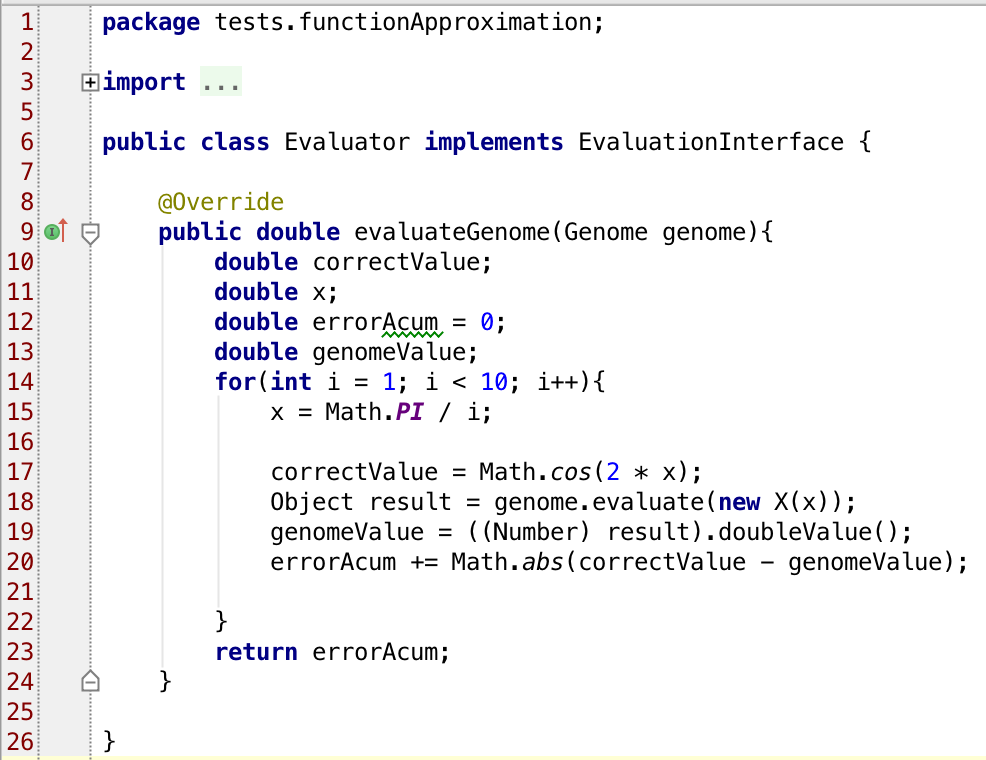 1 package tests.functionApproximation;
2
3 import ...
5
6 public class Evaluator implements EvaluationInterface {
7
8     @Override
9     public double evaluateGenome(Genome genome){
10         double correctValue;
11         double x;
12         double errorAcum = 0;
13         double genomeValue;
14         for(int i = 1; i < 10; i++){
15             x = Math.PI / i;
16
17             correctValue = Math.cos(2 * x);
18             Object result = genome.evaluate(new X(x));
19             genomeValue = ((Number) result).doubleValue();
20             errorAcum += Math.abs(correctValue - genomeValue);
21
22         }
23         return errorAcum;
24     }
25
26 }